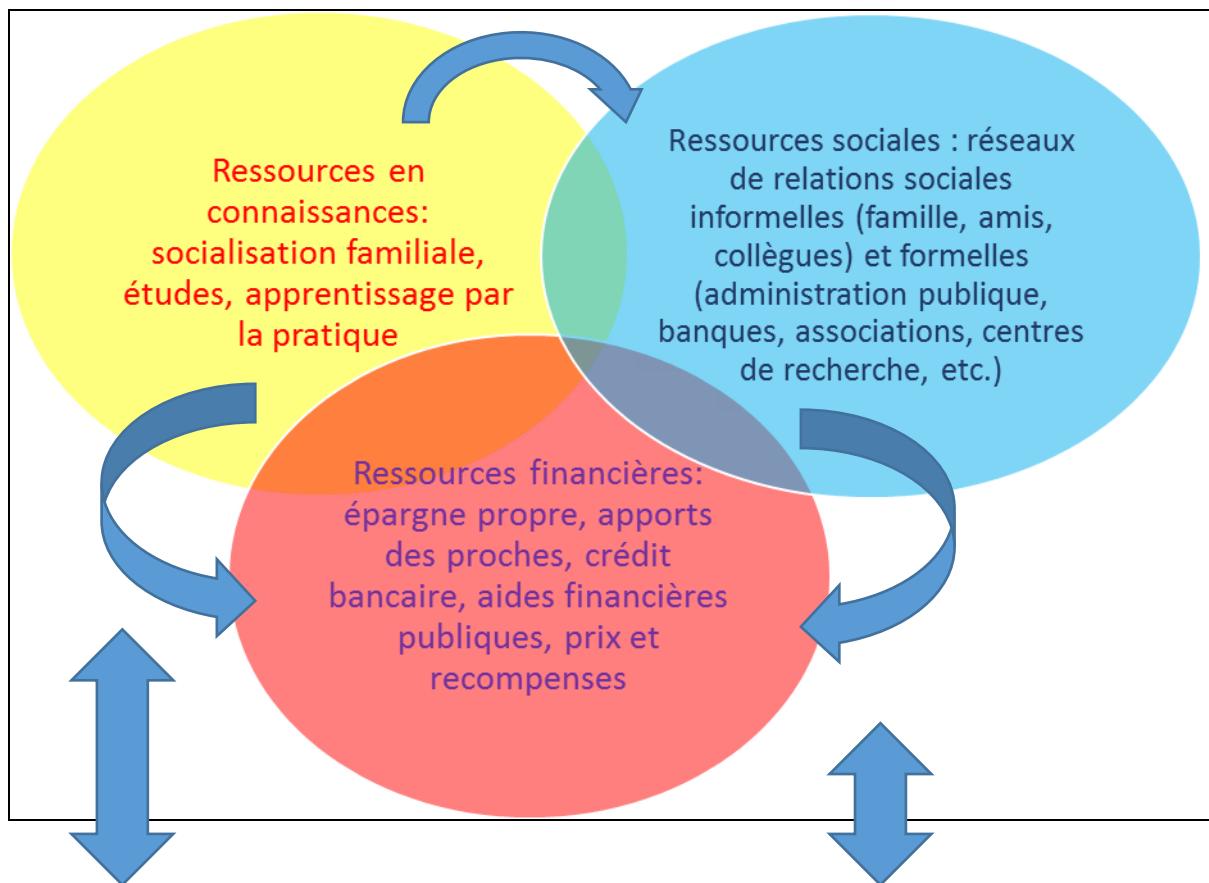 Ressources en
connaissances:
socialisation familiale,
études, apprentissage par
la pratique
Ressources sociales : réseaux
de relations sociales
informelles (famille, amis,
collègues) et formelles
(administration publique,
banques, associations, centres
de recherche, etc.)
Ressources financières:
épargne propre, apports
des proches, crédit
bancaire, aides financières
publiques, prix et
recompenses